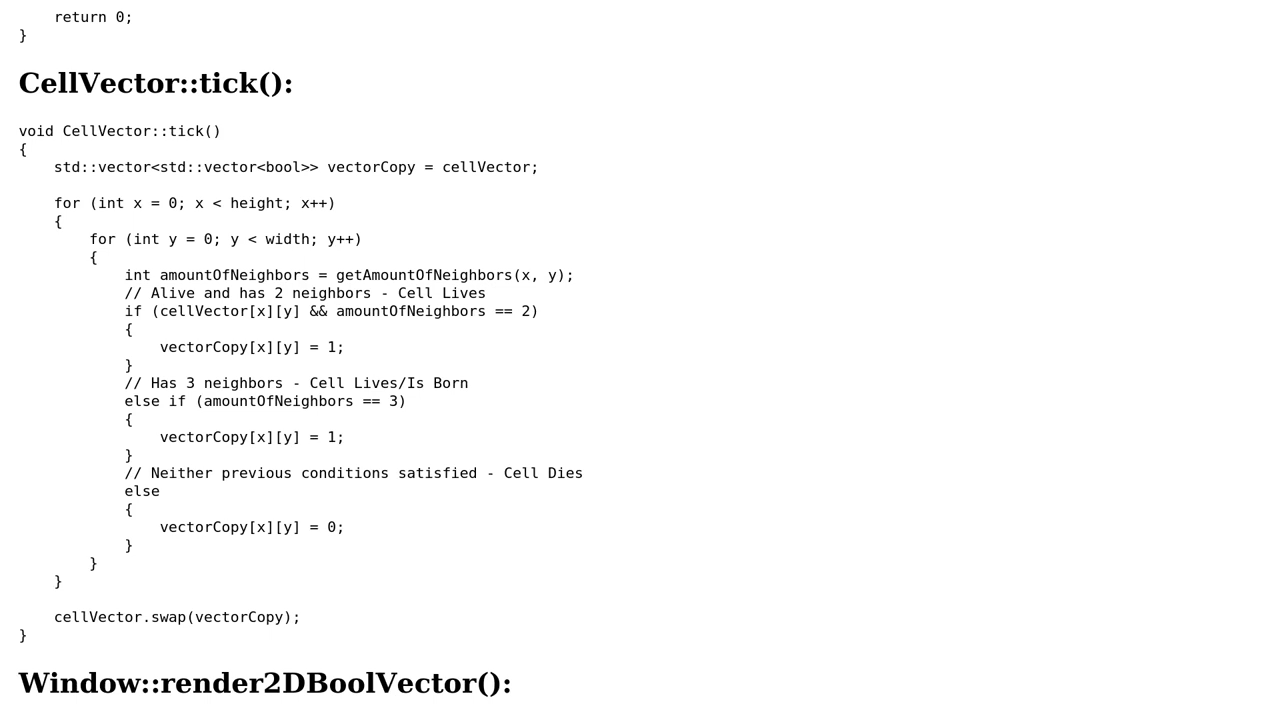 return 0;
}
CellVector::tick():
void CellVector::tick()
{
    std::vector<std::vector<bool>> vectorCopy = cellVector;

    for (int x = 0; x < height; x++)
    {
        for (int y = 0; y < width; y++)
        {
            int amountOfNeighbors = getAmountOfNeighbors(x, y);
            // Alive and has 2 neighbors - Cell Lives
            if (cellVector[x][y] && amountOfNeighbors == 2)
            {
                vectorCopy[x][y] = 1;
            }
            // Has 3 neighbors - Cell Lives/Is Born
            else if (amountOfNeighbors == 3)
            {
                vectorCopy[x][y] = 1;
            }
            // Neither previous conditions satisfied - Cell Dies
            else
            {
                vectorCopy[x][y] = 0;
            }
        }
    }

    cellVector.swap(vectorCopy);
}
Window::render2DBoolVector():